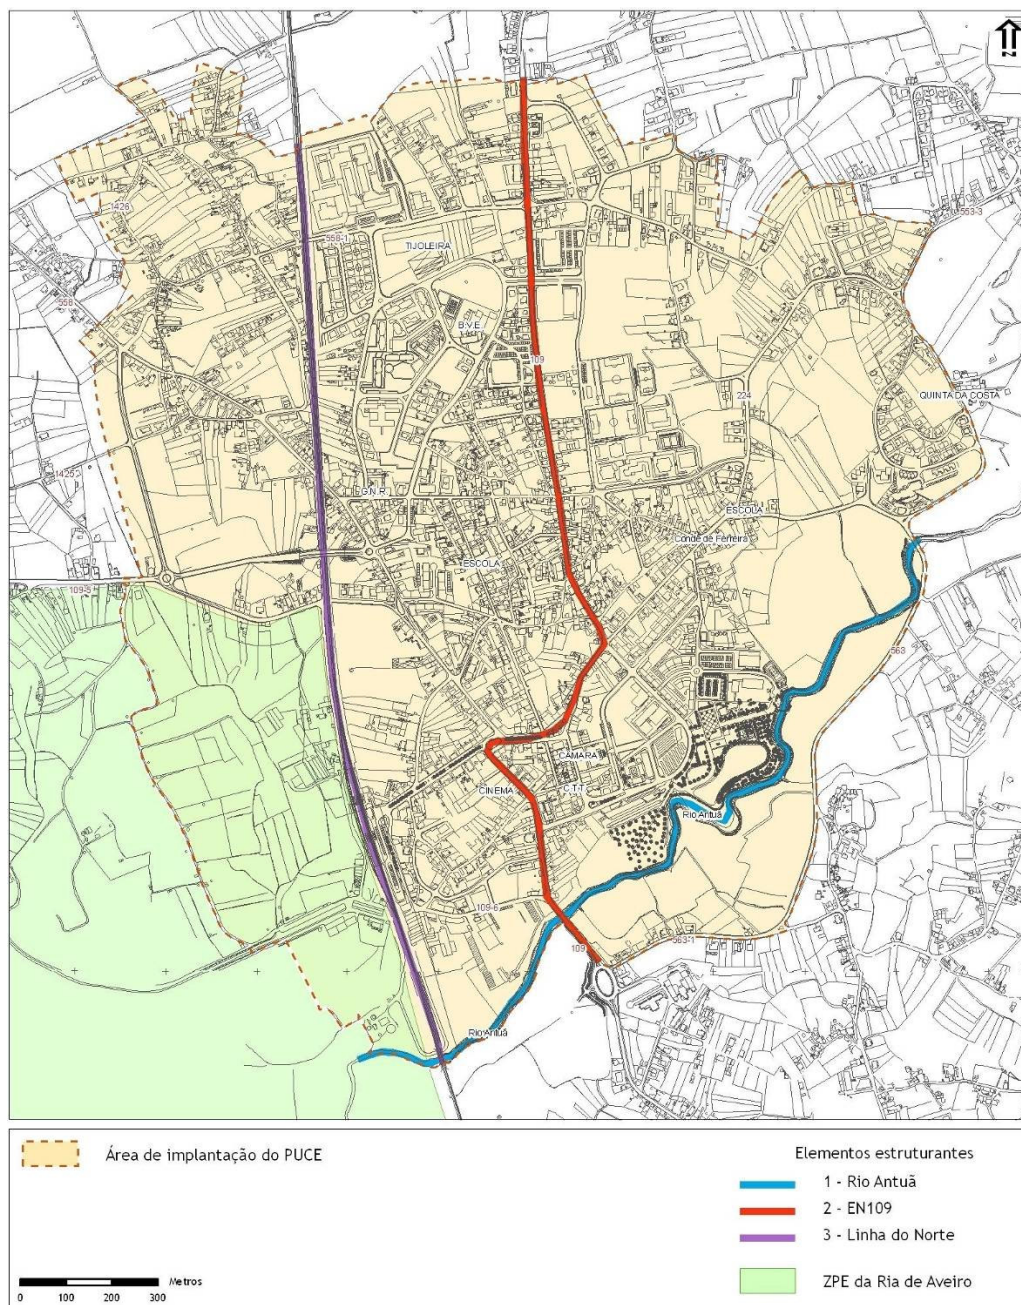 N
1426
553-3
558-1
TIJOLEIRA
558
B.V.E.
109
224
QUINTA DA COSTA
1425
G.N.R.
ESCOLA
Conde de Ferreira
ESCOLA
109-5
563
CÂMARA
CINEMA
C.T.T.
Rio Antuã
109-6
109
563-1
Rio Antuã
Área de implantação do PUCE
Elementos estruturantes
1 - Rio Antuã
2 - EN109
3 - Linha do Norte
ZPE da Ria de Aveiro
Metros
0 100 200 300